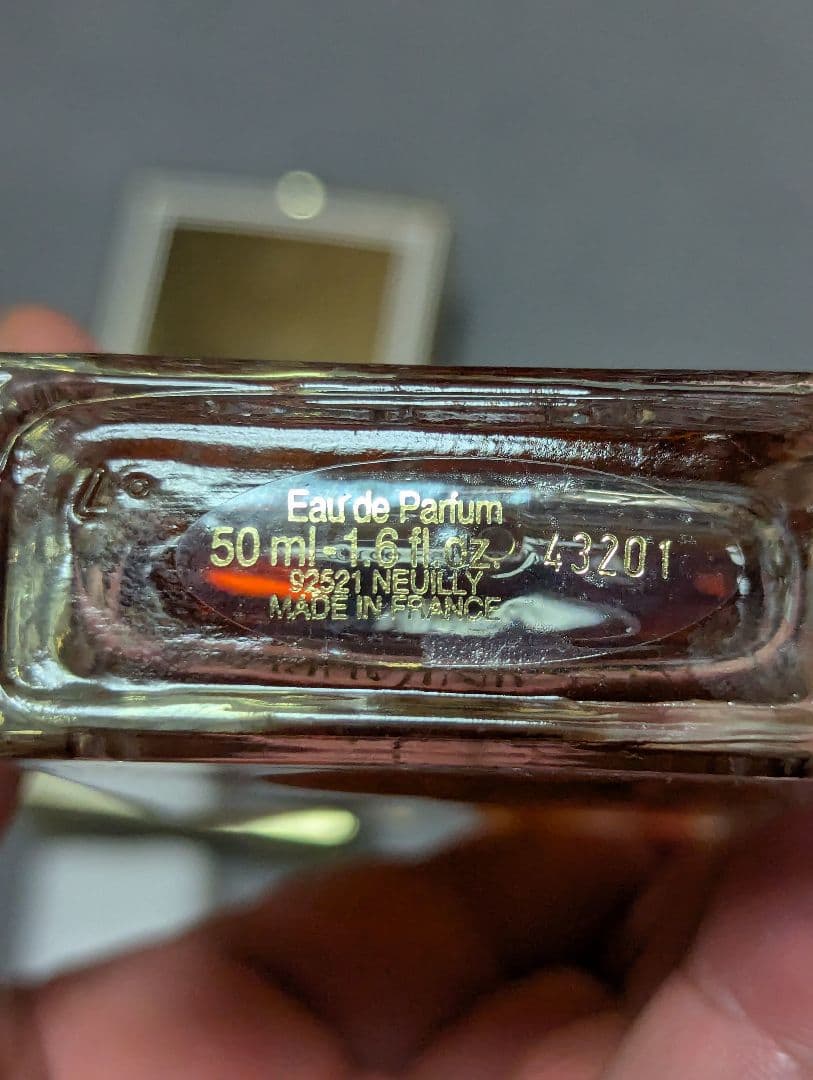 Eau de Parfum
50 ml - 1.6 fl.oz. 43201
92521 NEUILLY
MADE IN FRANCE